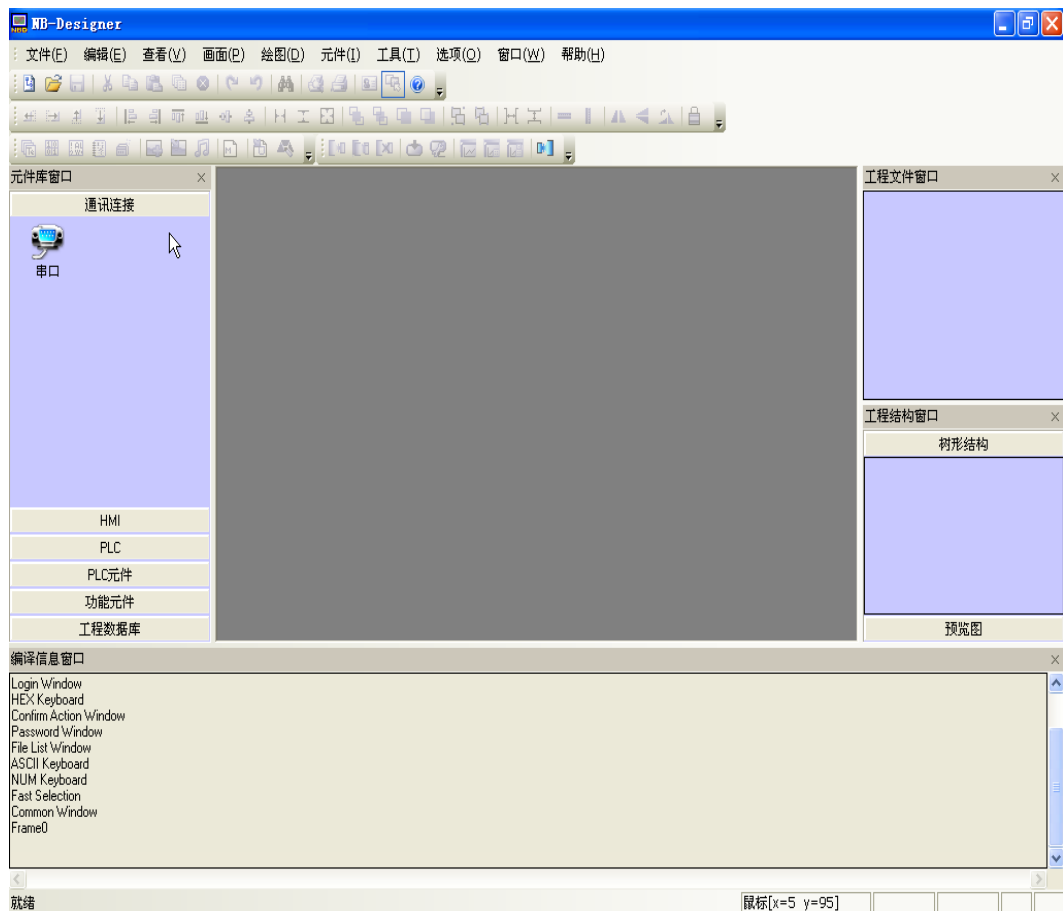 NB-Designer
文件(F) 编辑(E) 查看(V) 画面(P) 绘图(D) 元件(I) 工具(T) 选项(O) 窗口(W) 帮助(H)
元件库窗口
通讯连接
串口
HMI
PLC
PLC元件
功能元件
工程数据库
工程文件窗口
工程结构窗口
树形结构
预览图
编译信息窗口
Login Window
HEX Keyboard
Confirm Action Window
Password Window
File List Window
ASCII Keyboard
NUM Keyboard
Fast Selection
Common Window
Frame0
就绪
鼠标[x=5 y=95]